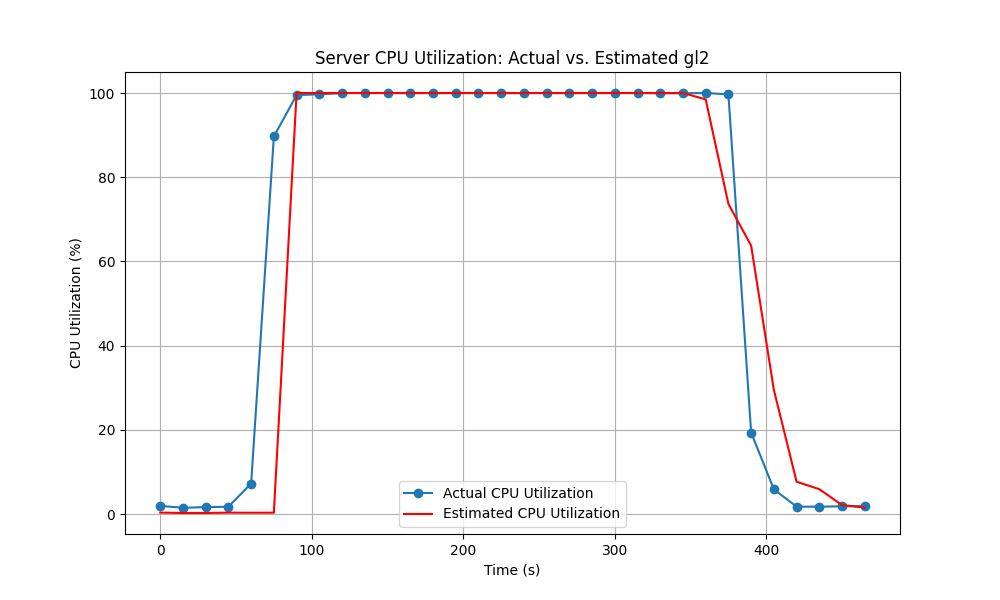 Server CPU Utilization: Actual vs. Estimated gl2
100
80
60
40
20
0
CPU Utilization (%)
Actual CPU Utilization
Estimated CPU Utilization
0 100 200 300 400
Time (s)